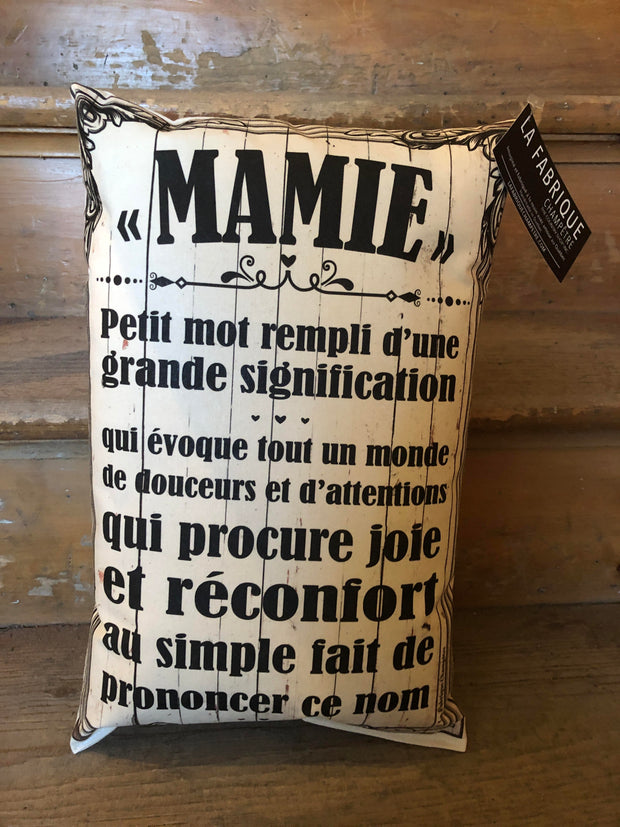 « MAMIE »
Petit mot rempli d'une
grande signification
qui évoque tout un monde
de douceurs et d'attentions
qui procure joie
et réconfort
au simple fait de
prononcer ce nom
LA FABRIQUE
CHAMPÊTRE